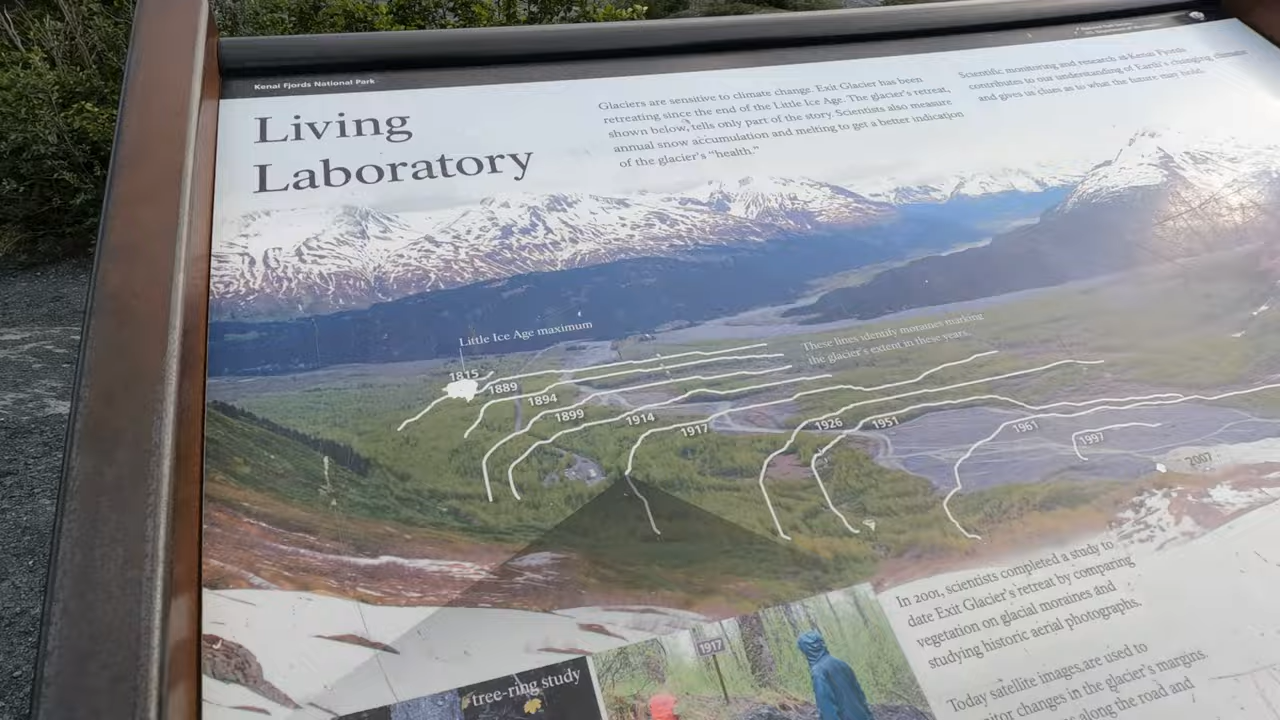 Kenai Fjords National Park
Living
Laboratory
Glaciers are sensitive to climate change. Exit Glacier has been
retreating since the end of the Little Ice Age. The glacier's retreat,
shown below, tells only part of the story. Scientists also measure
annual snow accumulation and melting to get a better indication
of the glacier's "health."
Scientific monitoring and research at Kenai Fjords
contributes to our understanding of Earth's changing climate
and gives us clues as to what the future may hold.
Little Ice Age maximum
These lines identify moraines marking
the glacier's extent in these years.
1815
1889
1894
1899
1914
1917
1926
1951
1961
1997
2007
In 2001, scientists completed a study to
date Exit Glacier's retreat by comparing
vegetation on glacial moraines and
studying historic aerial photographs.
Today satellite images are used to
changes in the glacier's margins.
along the road and
tree-ring study
1917